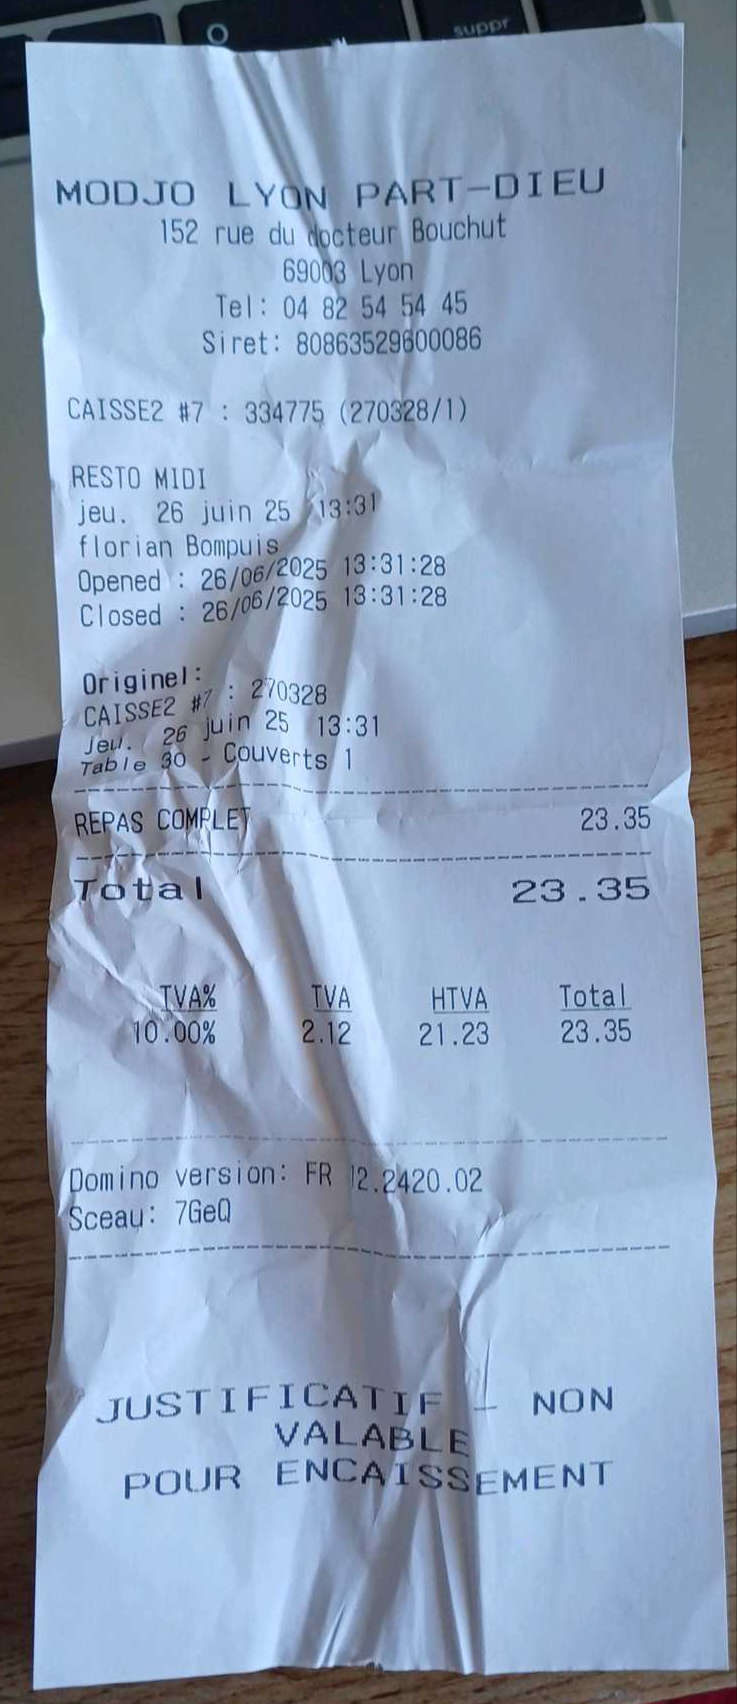 suppr
MODJO LYON PART-DIEU
152 rue du docteur Bouchut
69003 Lyon
Tel: 04 82 54 54 45
Siret: 80863529600086
CAISSE2 #7 : 334775 (270328/1)
RESTO MIDI
jeu. 26 juin 25 13:31
florian Bompuis
Opened : 26/06/2025 13:31:28
Closed : 26/06/2025 13:31:28
Originel:
CAISSE2 #7 : 270328
jeu. 26 juin 25 13:31
Table 30 - Couverts 1
REPAS COMPLET 23.35
Total 23.35
TVA% TVA HTVA Total
10.00% 2.12 21.23 23.35
Domino version: FR 12.2420.02
Sceau: 7GeQ
JUSTIFICATIF - NON
VALABLE
POUR ENCAISSEMENT